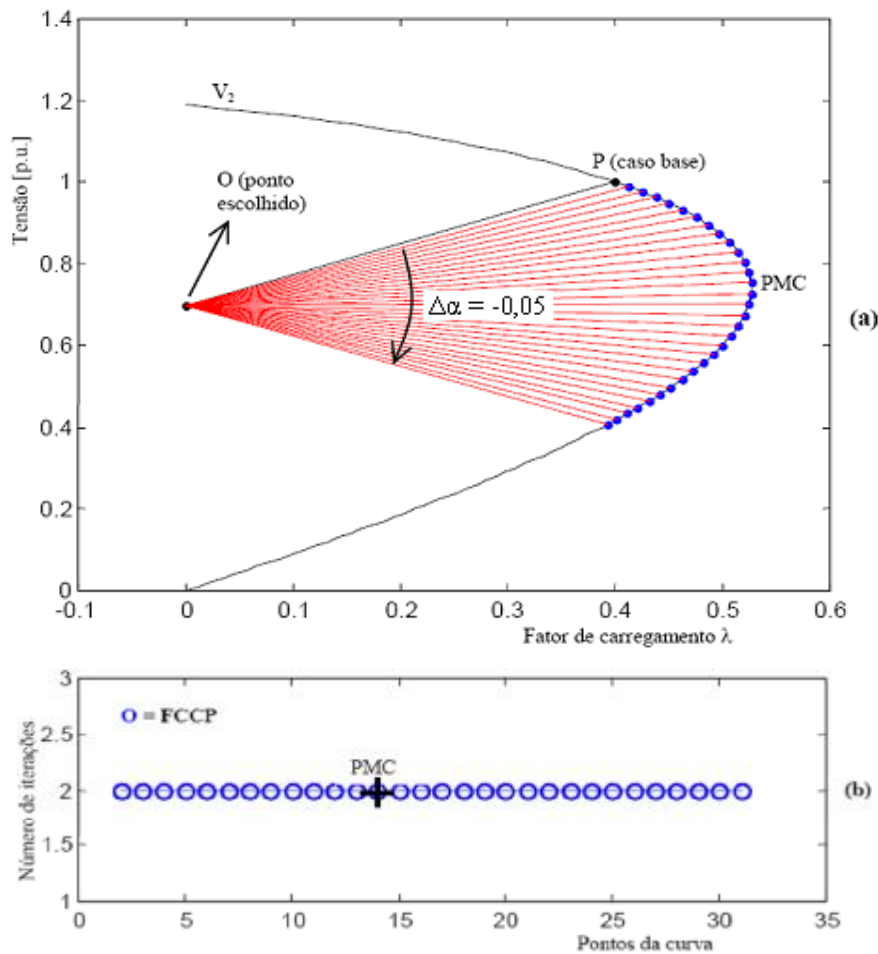 1.4
1.2
1
0.8
0.6
0.4
0.2
0
Tensão [p.u.]
V2
P (caso base)
O (ponto
escolhido)
PMC
Δα = -0,05
(a)
-0.1 0 0.1 0.2 0.3 0.4 0.5 0.6
Fator de carregamento λ
3
2.5
2
1.5
1
Número de iterações
O = FCCP
PMC
(b)
0 5 10 15 20 25 30 35
Pontos da curva